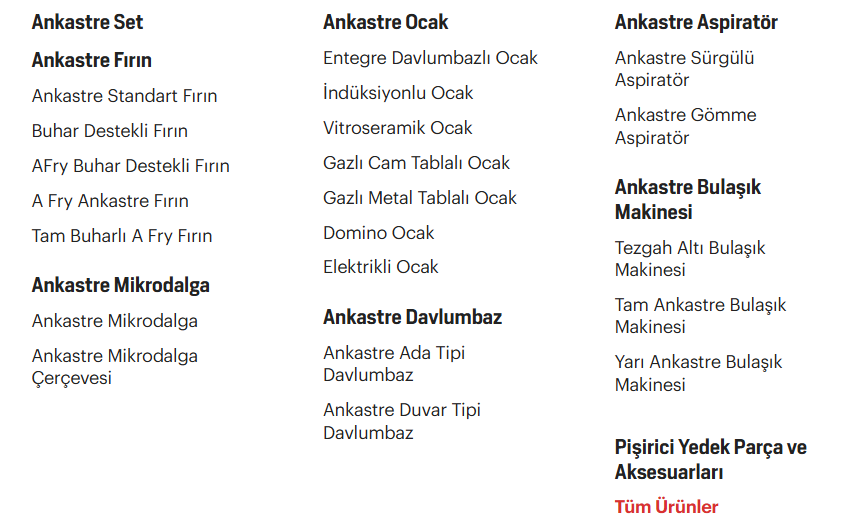 Ankastre Set
Ankastre Fırın
Ankastre Standart Fırın
Buhar Destekli Fırın
AFry Buhar Destekli Fırın
A Fry Ankastre Fırın
Tam Buharlı A Fry Fırın
Ankastre Mikrodalga
Ankastre Mikrodalga
Ankastre Mikrodalga
Çerçevesi
Ankastre Ocak
Entegre Davlumbazlı Ocak
İndüksiyonlu Ocak
Vitroseramik Ocak
Gazlı Cam Tablalı Ocak
Gazlı Metal Tablalı Ocak
Domino Ocak
Elektrikli Ocak
Ankastre Davlumbaz
Ankastre Ada Tipi
Davlumbaz
Ankastre Duvar Tipi
Davlumbaz
Ankastre Aspiratör
Ankastre Sürgülü
Aspiratör
Ankastre Gömme
Aspiratör
Ankastre Bulaşık
Makinesi
Tezgah Altı Bulaşık
Makinesi
Tam Ankastre Bulaşık
Makinesi
Yarı Ankastre Bulaşık
Makinesi
Pişirici Yedek Parça ve
Aksesuarları
Tüm Ürünler